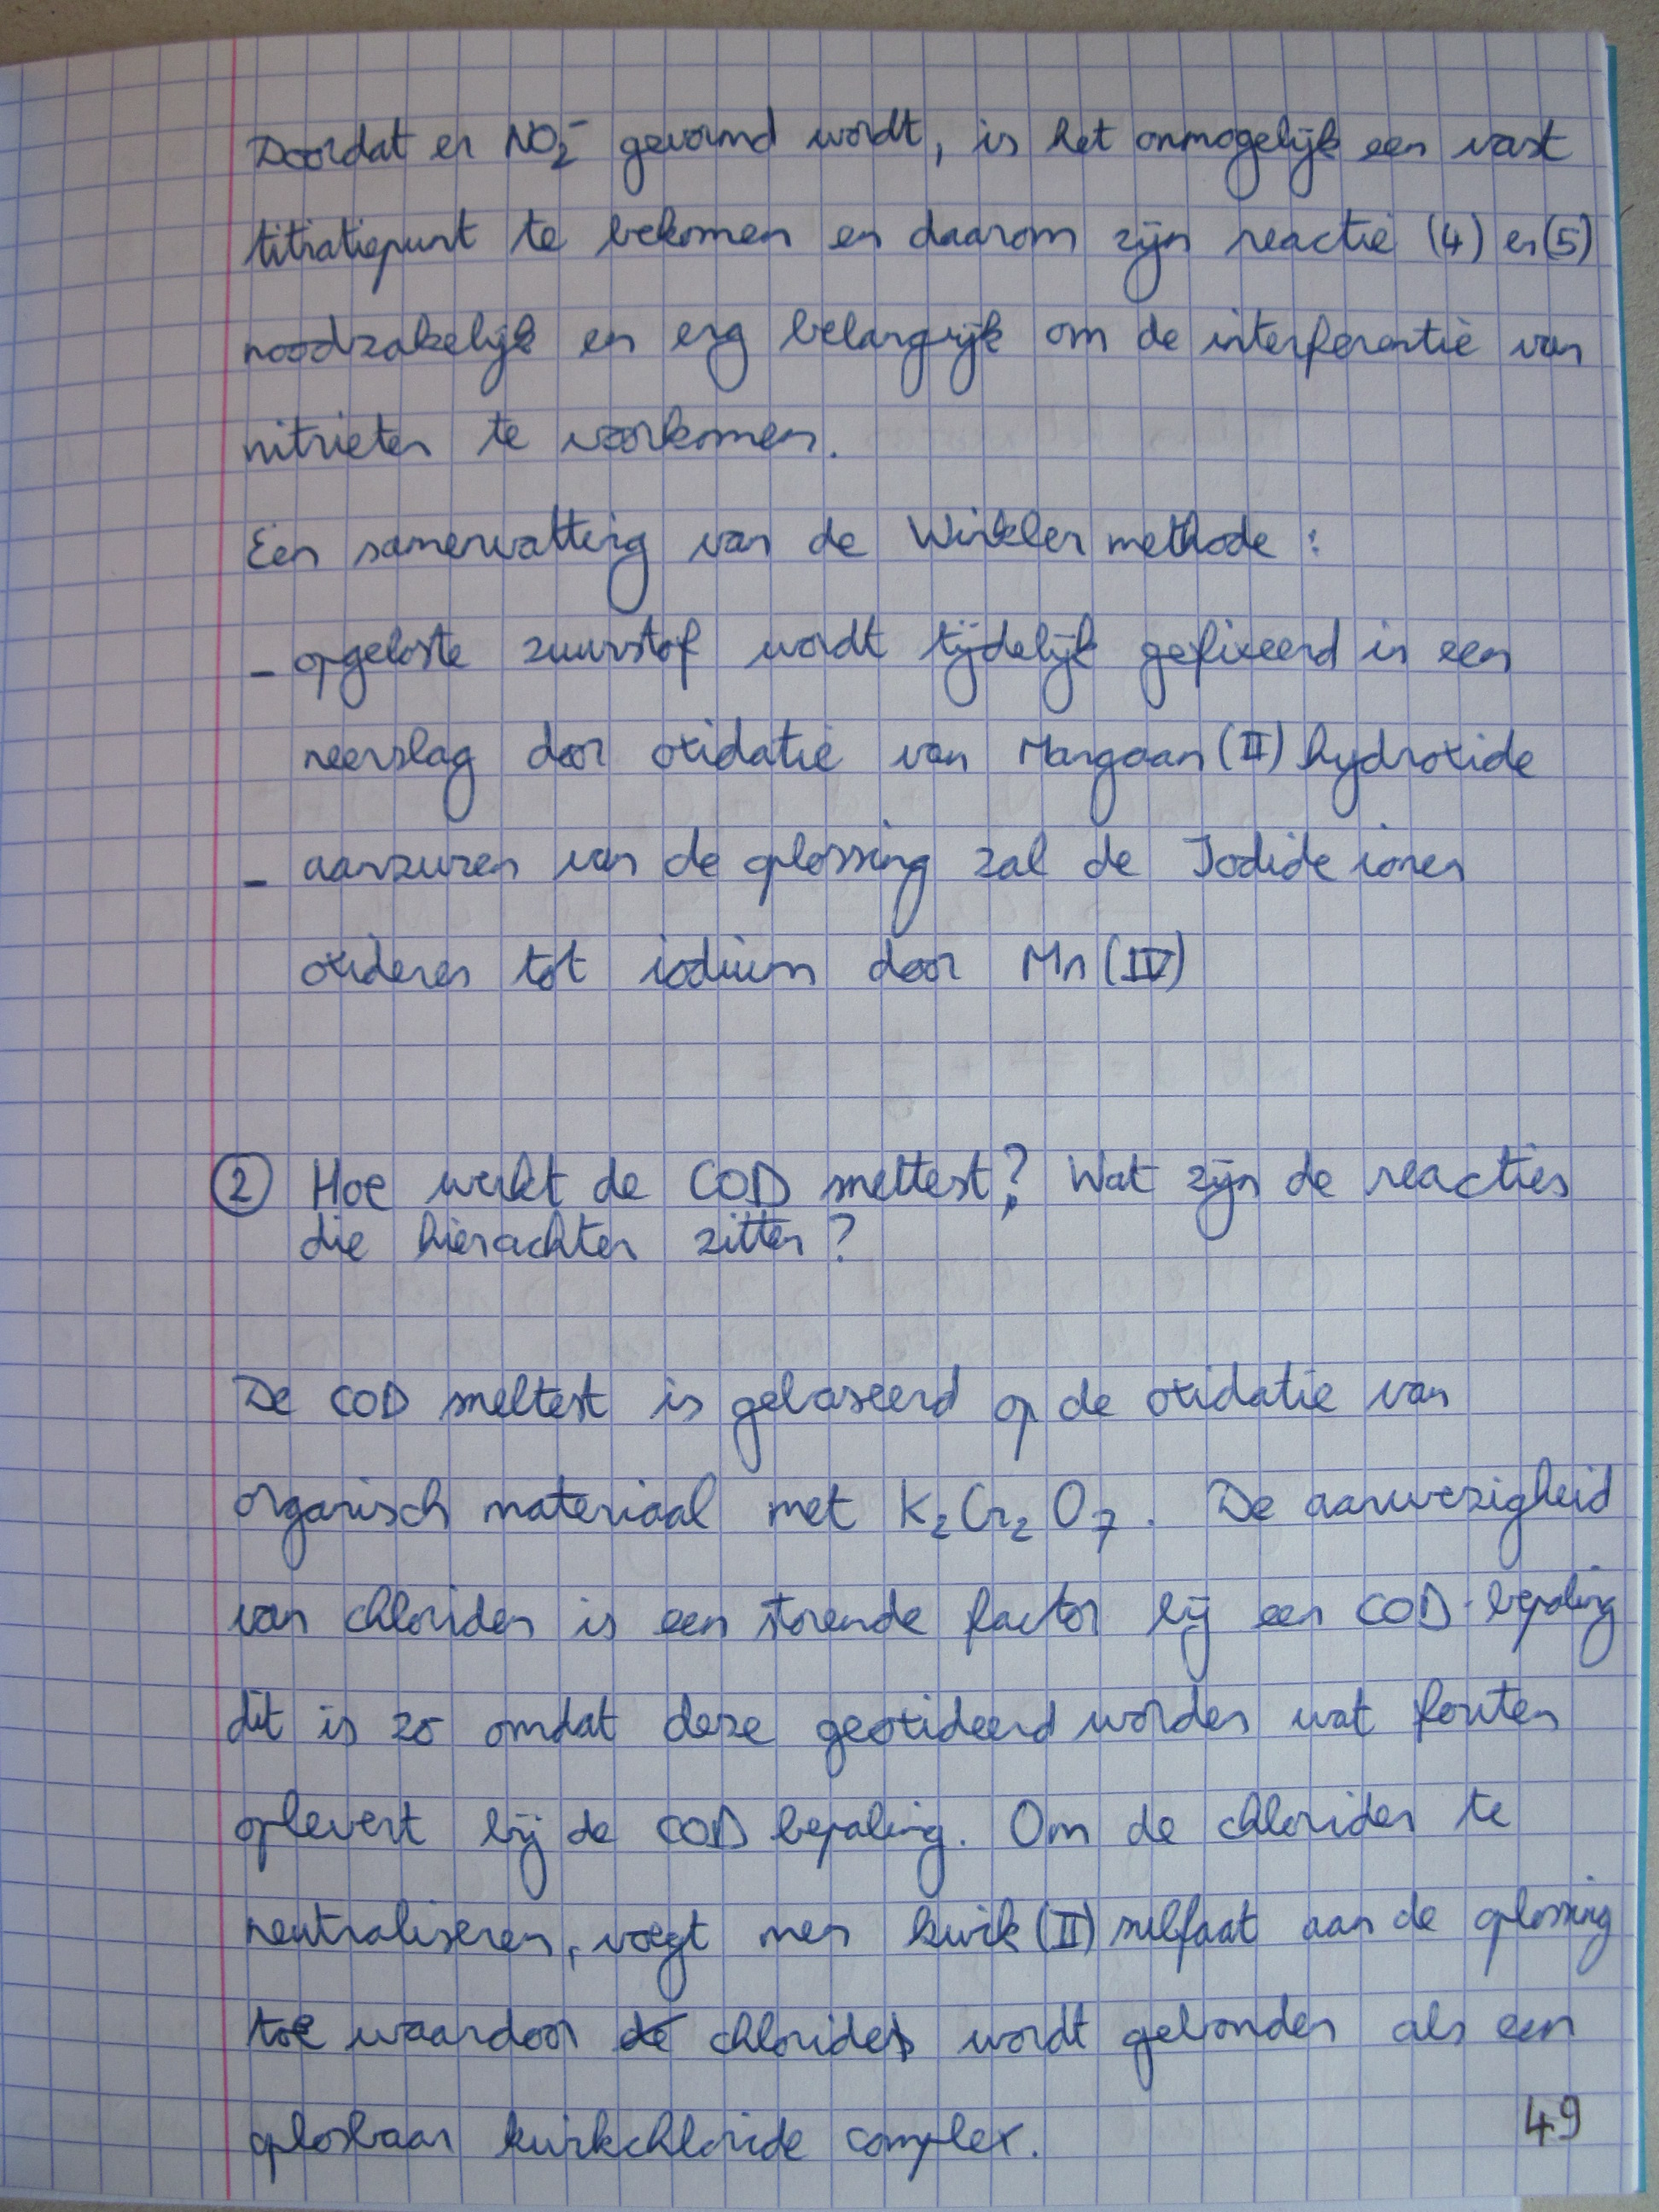 Doordat er NO₂⁻ gevormd wordt, is het onmogelijk een vast
titratiepunt te bekomen en daarom zijn reactie (4) en (5)
noodzakelijk en erg belangrijk om de interferentie van
nitrieten te voorkomen.
Een samenvatting van de Winkler methode :
- opgeloste zuurstof wordt tijdelijk gefixeerd in een
neerslag door oxidatie van Mangaan (II) hydroxide
- aanzuren van de oplossing zal de Jodide ionen
oxideren tot iodium door Mn (IV)
② Hoe werkt de COD sneltest? Wat zijn de reacties
die hierachter zitten ?
De COD sneltest is gebaseerd op de oxidatie van
organisch materiaal met K₂Cr₂O₇. De aanwezigheid
van chloriden is een storende factor bij een COD-bepaling
dit is zo omdat deze geoxideerd worden wat fouten
oplevert bij de COD bepaling. Om de chloriden te
neutraliseren, voegt men kwik (II) sulfaat aan de oplossing
toe waardoor de chlorides wordt gebonden als een
oplosbaar kwikchloride complex.
49